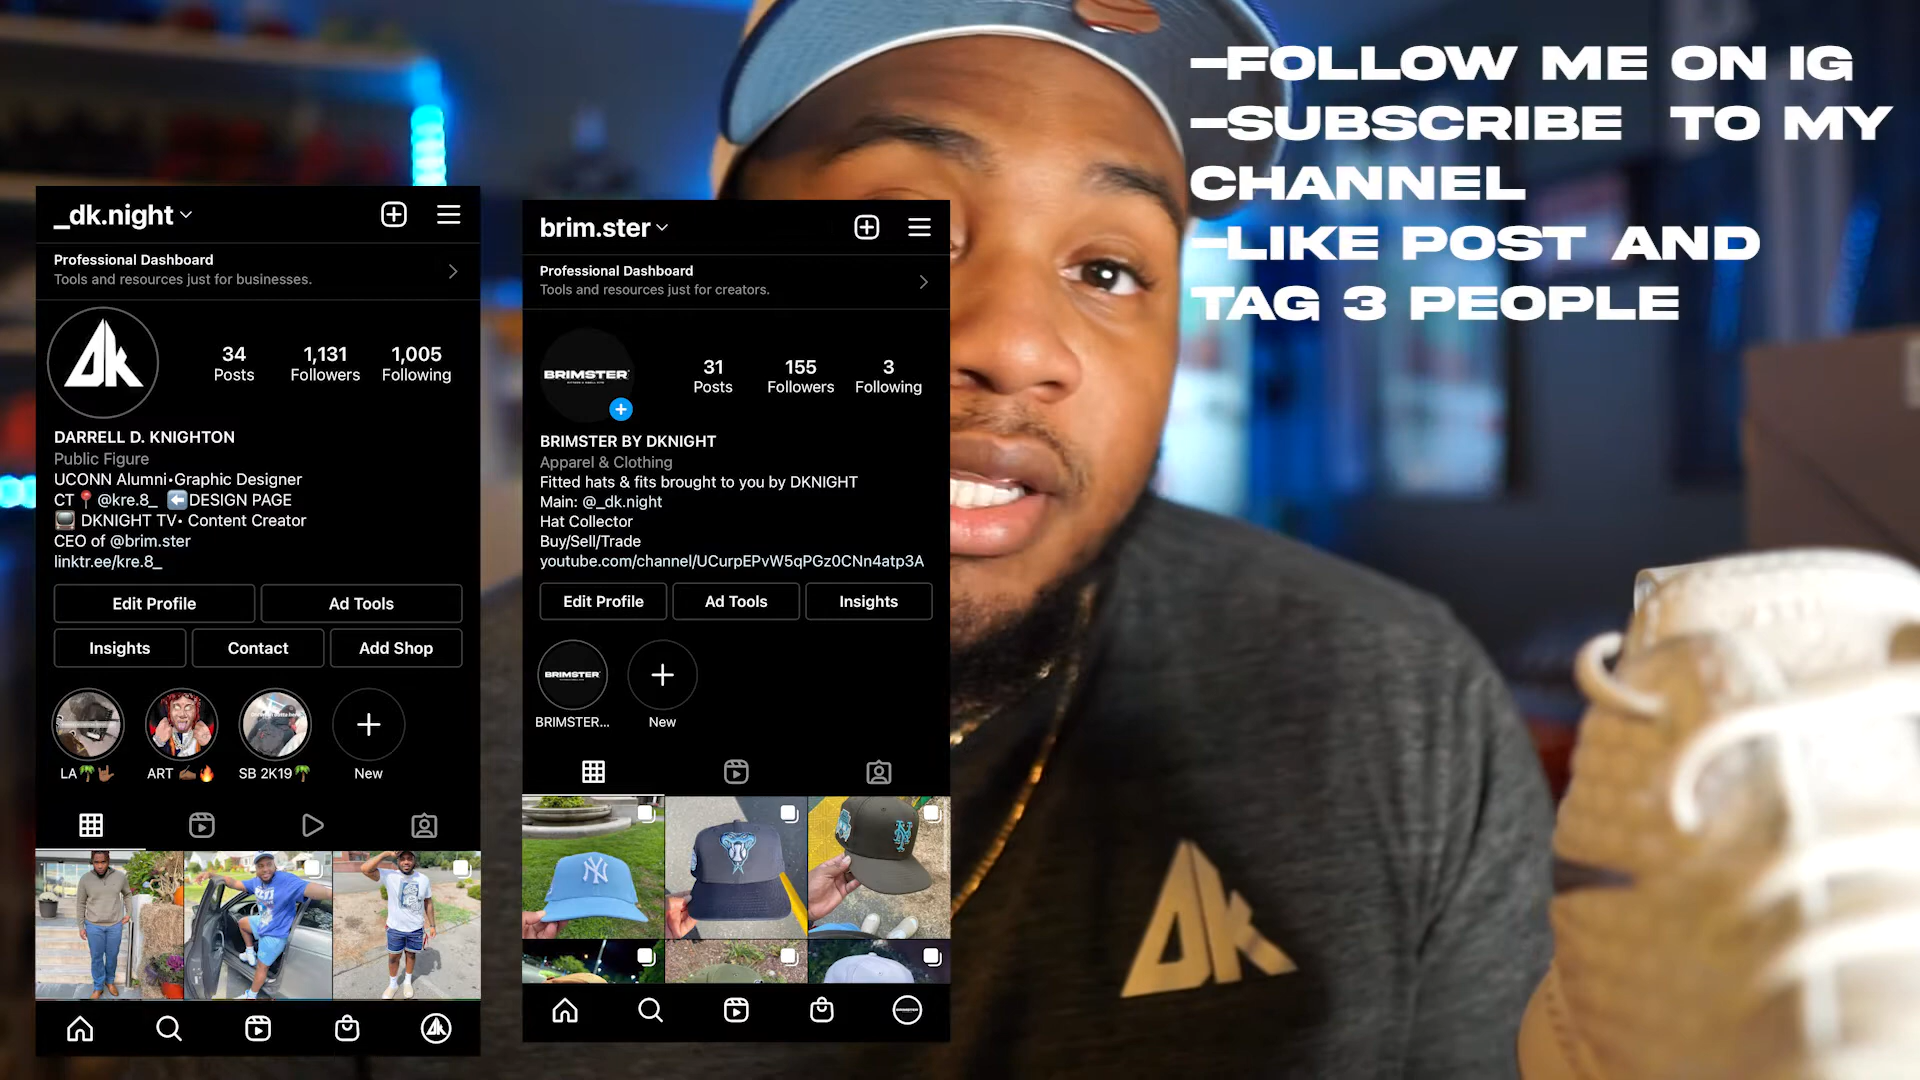 —FOLLOW ME ON IG
—SUBSCRIBE TO MY
CHANNEL
—LIKE POST AND
TAG 3 PEOPLE
_dk.night
Professional Dashboard
Tools and resources just for businesses.
Dk
34 1,131 1,005
Posts Followers Following
DARRELL D. KNIGHTON
Public Figure
UCONN Alumni•Graphic Designer
CT📍@kre.8_ ⬅️DESIGN PAGE
📺 DKNIGHT TV• Content Creator
CEO of @brim.ster
linktr.ee/kre.8_
Edit Profile Ad Tools
Insights Contact Add Shop
LA🌴🤟🏾 ART ✍🏾🔥 SB 2K19🌴 New
brim.ster
Professional Dashboard
Tools and resources just for creators.
BRIMSTER
31 155 3
Posts Followers Following
BRIMSTER BY DKNIGHT
Apparel & Clothing
Fitted hats & fits brought to you by DKNIGHT
Main: @_dk.night
Hat Collector
Buy/Sell/Trade
youtube.com/channel/UCurpEPvW5qPGz0CNn4atp3A
Edit Profile Ad Tools Insights
BRIMSTER
BRIMSTER... New
NY
NY
Dk